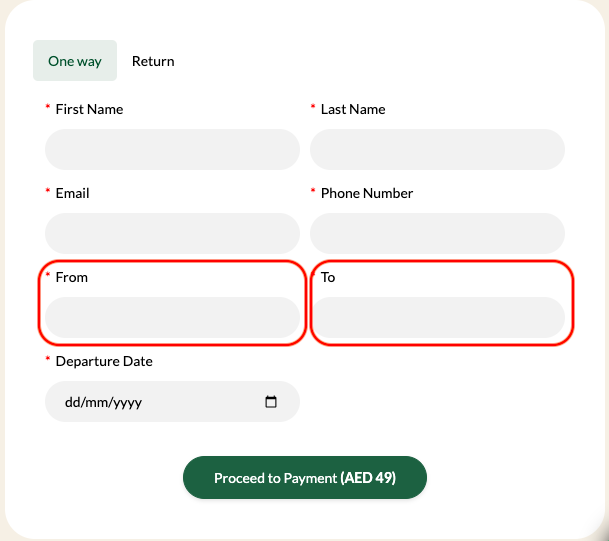 One way Return
* First Name * Last Name
* Email * Phone Number
* From * To
* Departure Date
dd/mm/yyyy
Proceed to Payment (AED 49)